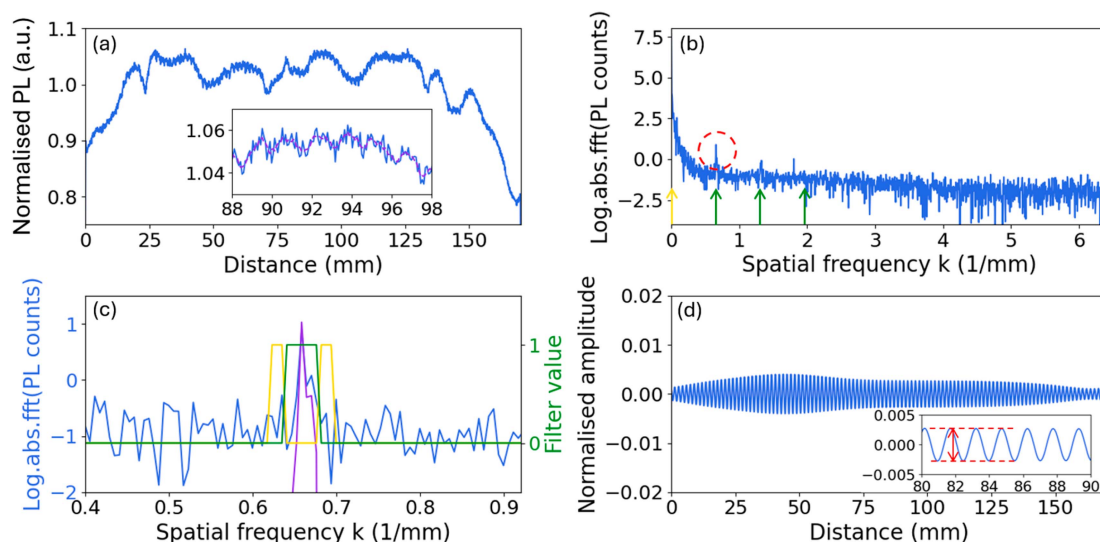 (a)
Normalised PL (a.u.)
1.1
1.0
0.9
0.8
1.06
1.04
88 90 92 94 96 98
0 25 50 75 100 125 150
Distance (mm)
(b)
Log.abs.fft(PL counts)
7.5
5.0
0.0
−2.5
0 1 2 3 4 5 6
Spatial frequency k (1/mm)
(c)
Log.abs.fft(PL counts)
1
0
−1
−2
1
0
Filter value
0.4 0.5 0.6 0.7 0.8 0.9
Spatial frequency k (1/mm)
(d)
Normalised amplitude
0.02
0.01
0.00
−0.01
−0.02
0.005
0.000
−0.005
80 82 84 86 88 90
0 25 50 75 100 125 150
Distance (mm)